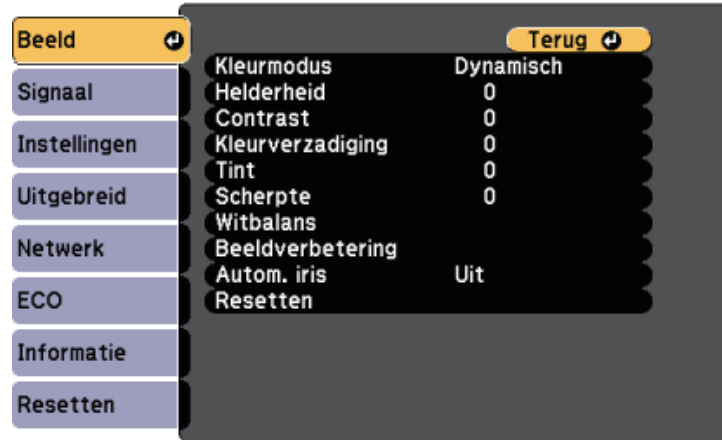 Beeld
Signaal
Instellingen
Uitgebreid
Netwerk
ECO
Informatie
Resetten
Terug
Kleurmodus Dynamisch
Helderheid 0
Contrast 0
Kleurverzadiging 0
Tint 0
Scherpte 0
Witbalans
Beeldverbetering
Autom. iris Uit
Resetten